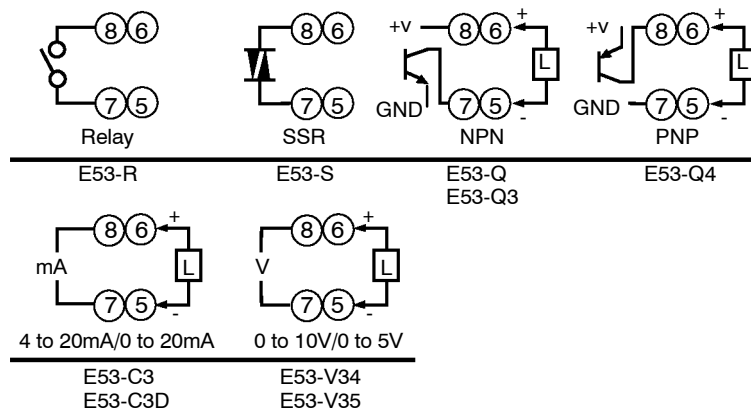 8 6
7 5
Relay
E53-R
8 6
7 5
SSR
E53-S
+v 8 6 +
L
GND 7 5 -
NPN
E53-Q
E53-Q3
+v 8 6 +
L
GND 7 5 -
PNP
E53-Q4
8 6 +
mA L
7 5 -
4 to 20mA/0 to 20mA
E53-C3
E53-C3D
8 6 +
V L
7 5 -
0 to 10V/0 to 5V
E53-V34
E53-V35